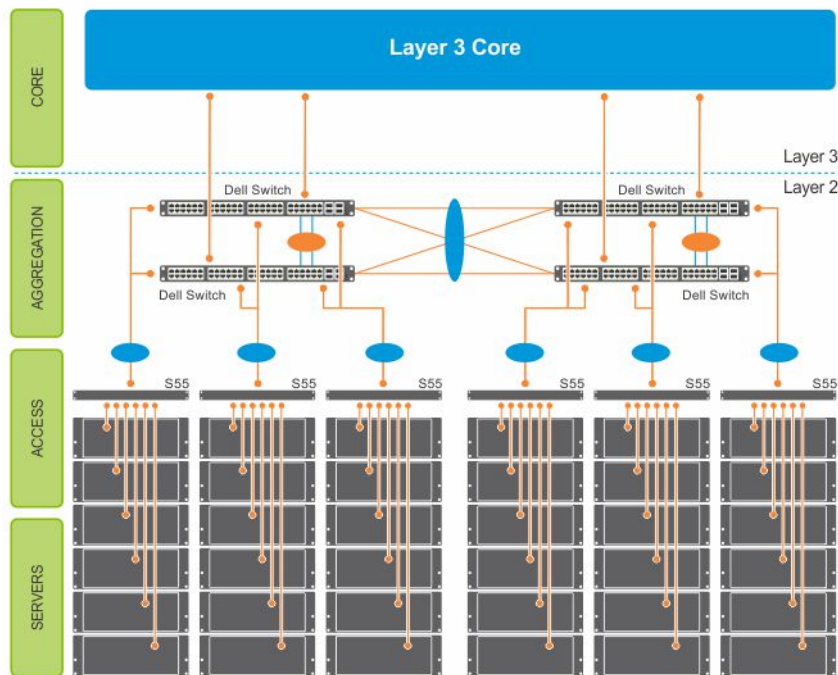 CORE
Layer 3 Core
Layer 3
Layer 2
AGGREGATION
Dell Switch
Dell Switch
Dell Switch
Dell Switch
ACCESS
S55
S55
S55
S55
S55
S55
SERVERS